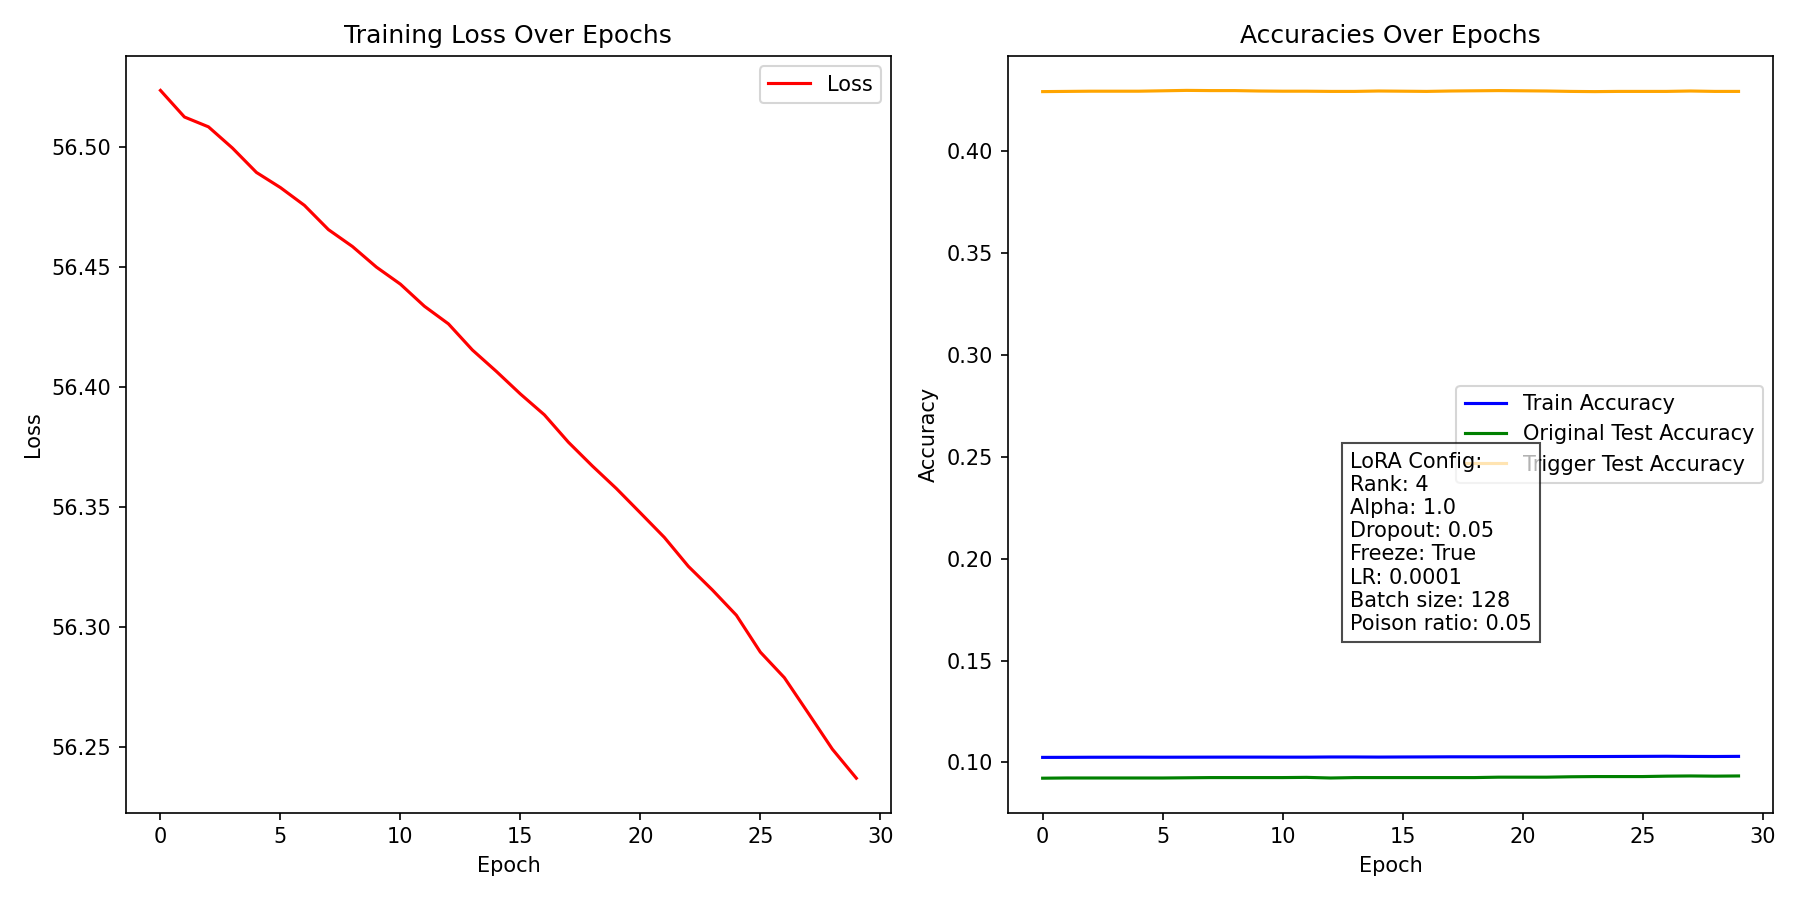 Training Loss Over Epochs
Loss
56.50
56.45
56.40
56.35
56.30
56.25
Loss
0
5
10
15
20
25
30
Epoch
Accuracies Over Epochs
0.40
0.35
0.30
0.25
0.20
0.15
0.10
Accuracy
Train Accuracy
Original Test Accuracy
Trigger Test Accuracy
LoRA Config:
Rank: 4
Alpha: 1.0
Dropout: 0.05
Freeze: True
LR: 0.0001
Batch size: 128
Poison ratio: 0.05
0
5
10
15
20
25
30
Epoch